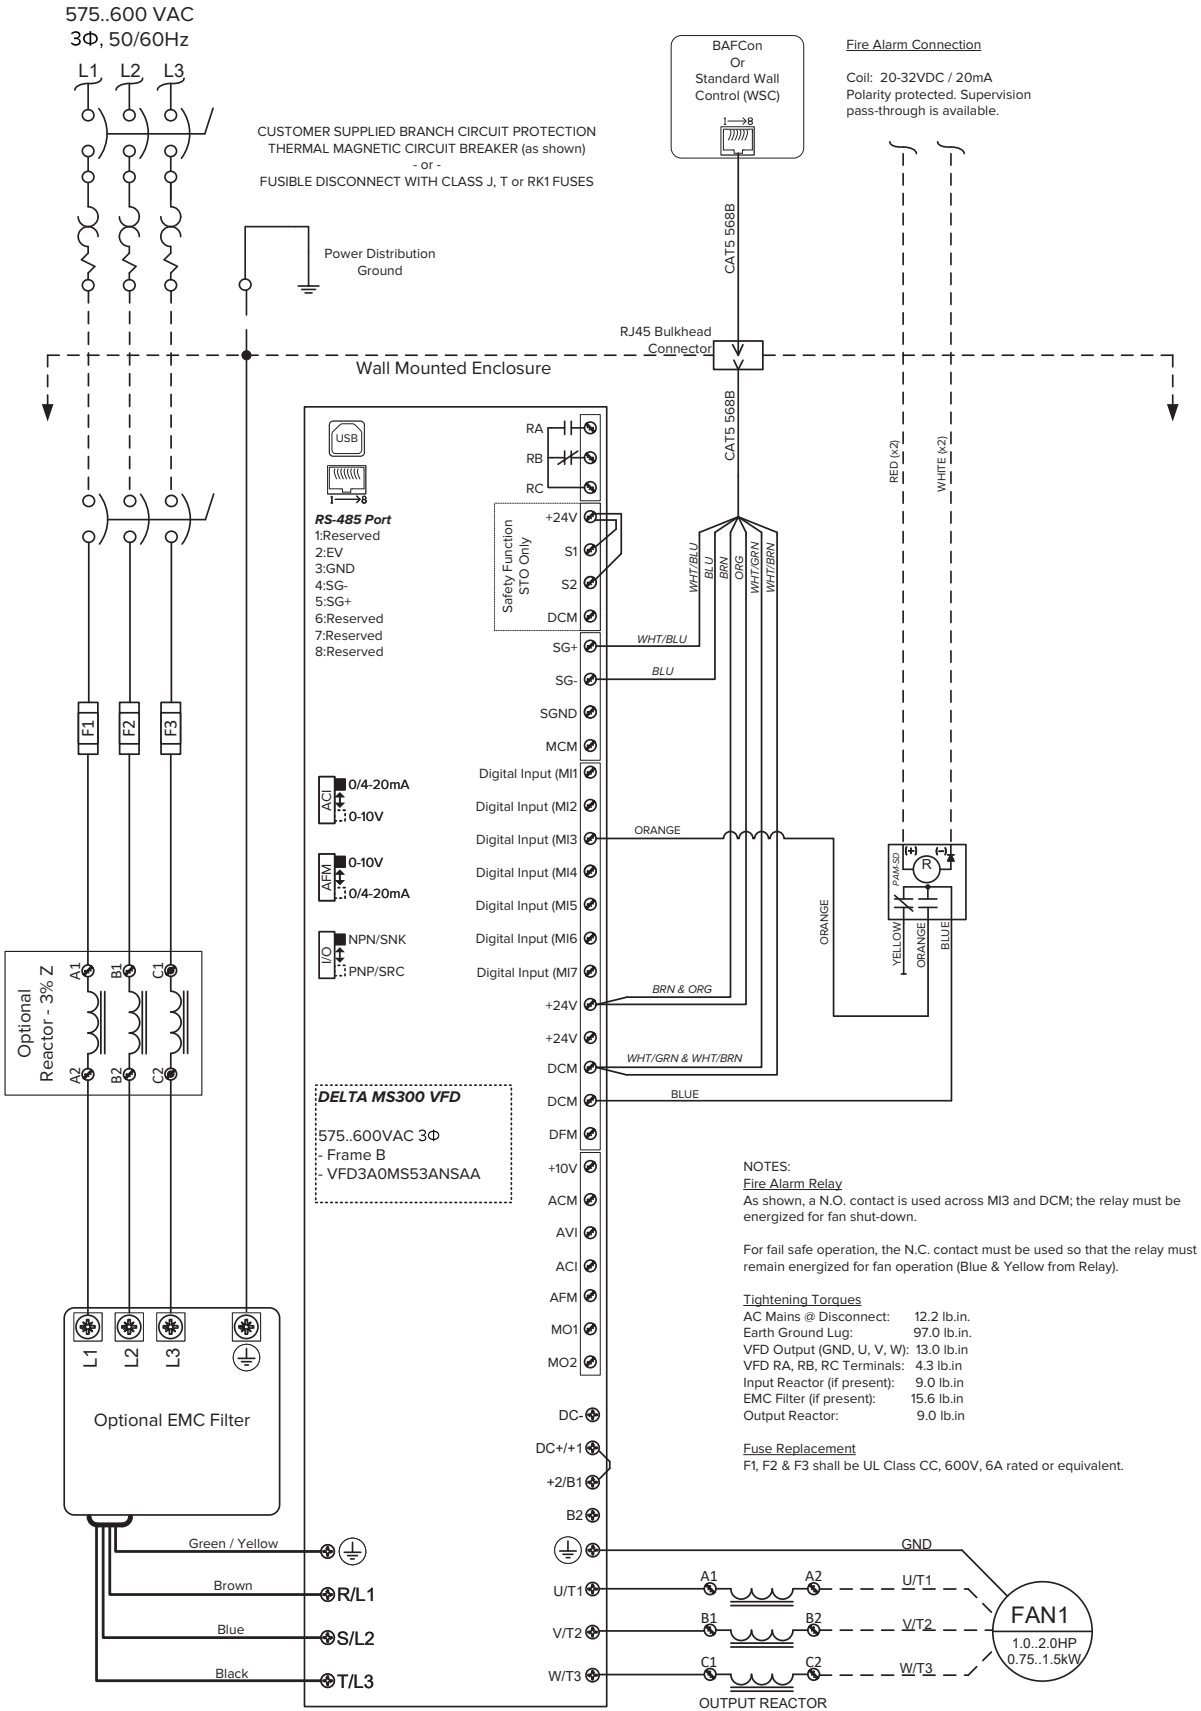 575..600 VAC
3Φ, 50/60Hz
L1 L2 L3
CUSTOMER SUPPLIED BRANCH CIRCUIT PROTECTION
THERMAL MAGNETIC CIRCUIT BREAKER (as shown)
- or -
FUSIBLE DISCONNECT WITH CLASS J, T or RK1 FUSES
Power Distribution
Ground
BAFCon
Or
Standard Wall
Control (WSC)
1 8
CAT5 568B
Fire Alarm Connection
Coil: 20-32VDC / 20mA
Polarity protected. Supervision
pass-through is available.
RJ45 Bulkhead
Connector
Wall Mounted Enclosure
CAT5 568B
RED (x2)
WHITE (x2)
USB
1 8
RS-485 Port
1:Reserved
2:EV
3:GND
4:SG-
5:SG+
6:Reserved
7:Reserved
8:Reserved
RA
RB
RC
Safety Function
STO Only
+24V
S1
S2
DCM
SG+
SG-
SGND
MCM
WHT/BLU
BLU
WHT/BLU
BLU
BRN
ORG
WHT/GRN
WHT/BRN
F1
F2
F3
ACI
0/4-20mA
0-10V
AFM
0-10V
0/4-20mA
I/O
NPN/SNK
PNP/SRC
Digital Input (MI1
Digital Input (MI2
Digital Input (MI3
Digital Input (MI4
Digital Input (MI5
Digital Input (MI6
Digital Input (MI7
+24V
+24V
DCM
DCM
DFM
+10V
ACM
AVI
ACI
AFM
MO1
MO2
DC-
DC+/+1
+2/B1
B2
ORANGE
ORANGE
BRN & ORG
WHT/GRN & WHT/BRN
BLUE
PAM-SD
(+) (-)
R
YELLOW
ORANGE
BLUE
Optional
Reactor - 3% Z
A1
B1
C1
A2
B2
C2
DELTA MS300 VFD
575..600VAC 3Φ
- Frame B
- VFD3A0MS53ANSAA
NOTES:
Fire Alarm Relay
As shown, a N.O. contact is used across MI3 and DCM; the relay must be
energized for fan shut-down.
For fail safe operation, the N.C. contact must be used so that the relay must
remain energized for fan operation (Blue & Yellow from Relay).
Tightening Torques
AC Mains @ Disconnect: 12.2 lb.in.
Earth Ground Lug: 97.0 lb.in.
VFD Output (GND, U, V, W): 13.0 lb.in
VFD RA, RB, RC Terminals: 4.3 lb.in
Input Reactor (if present): 9.0 lb.in
EMC Filter (if present): 15.6 lb.in
Output Reactor: 9.0 lb.in
Fuse Replacement
F1, F2 & F3 shall be UL Class CC, 600V, 6A rated or equivalent.
L1
L2
L3
Optional EMC Filter
Green / Yellow
Brown
Blue
Black
R/L1
S/L2
T/L3
U/T1
V/T2
W/T3
GND
A1 A2 U/T1
B1 B2 V/T2
C1 C2 W/T3
OUTPUT REACTOR
FAN1
1.0..2.0HP
0.75..1.5kW